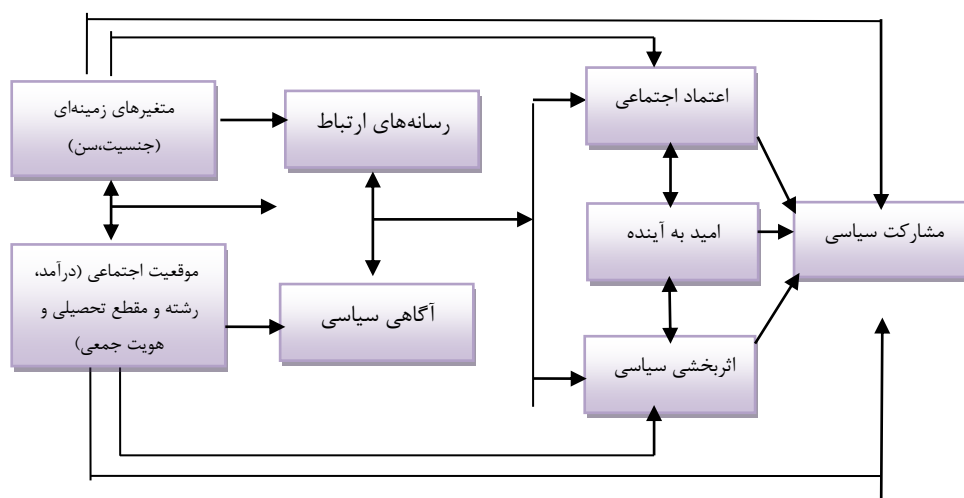 متغیرهای زمینه‌ای
(جنسیت،سن)
رسانه‌های ارتباط
اعتماد اجتماعی
امید به آینده
مشارکت سیاسی
موقعیت اجتماعی (درآمد،
رشته و مقطع تحصیلی و
هویت جمعی)
آگاهی سیاسی
اثربخشی سیاسی